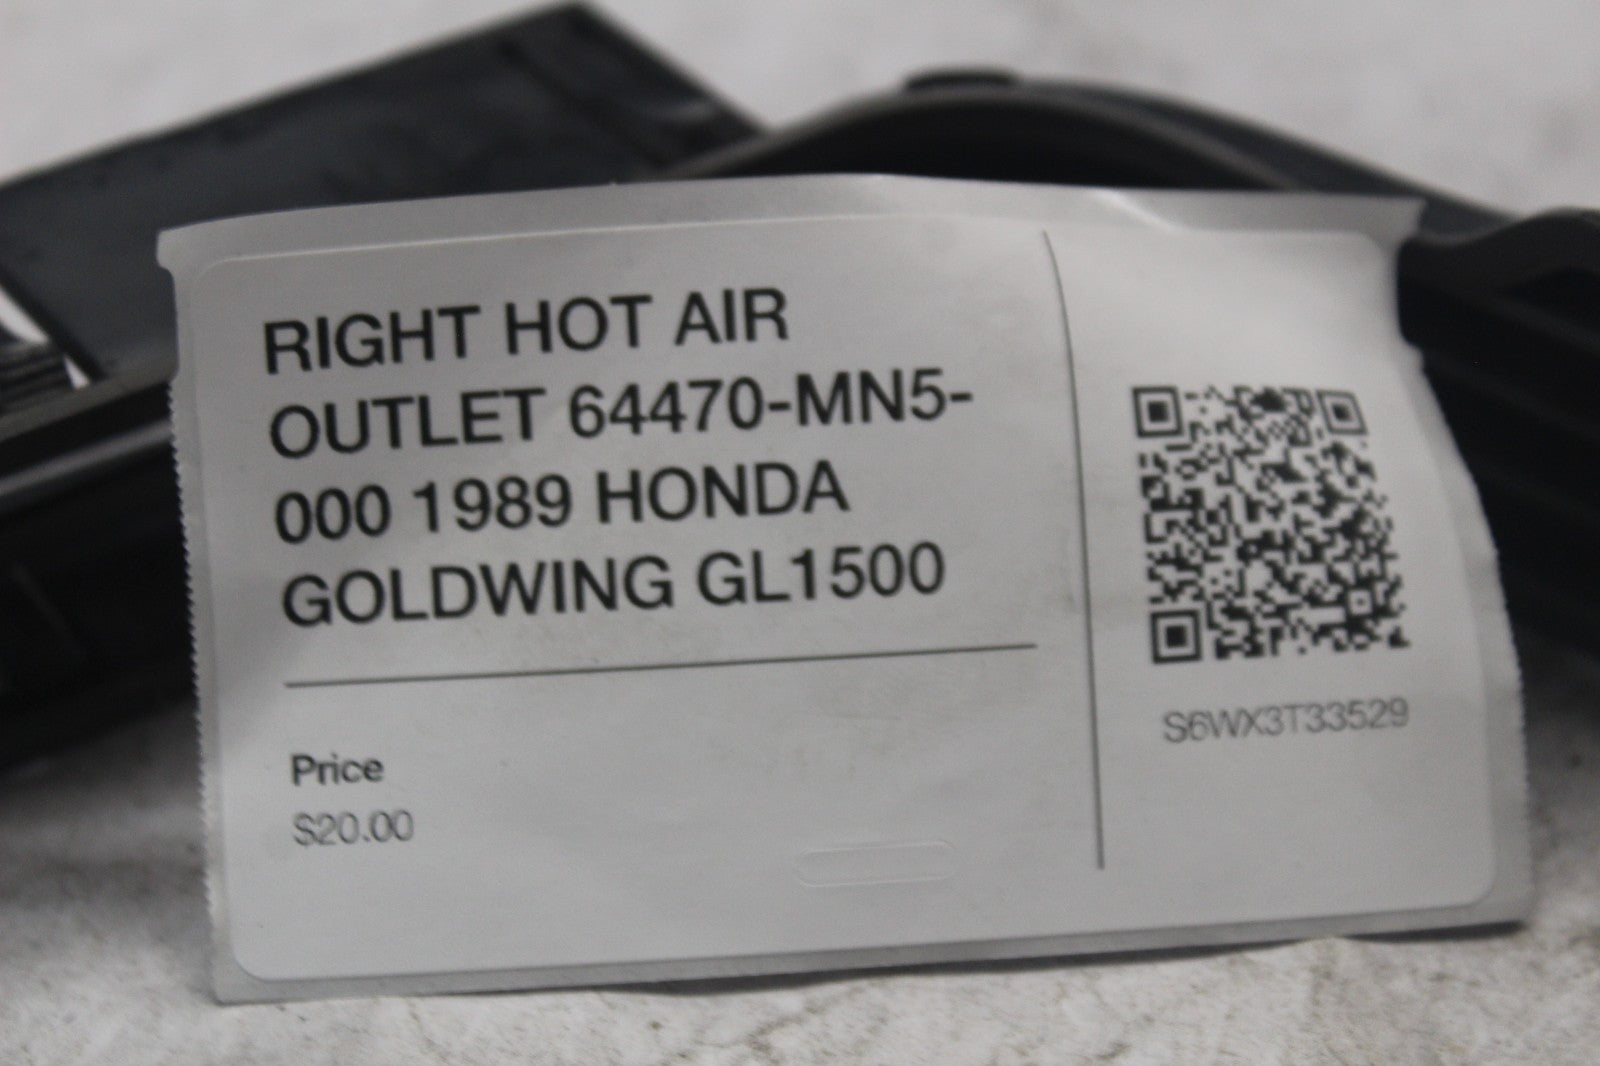 RIGHT HOT AIR
OUTLET 64470-MN5-
000 1989 HONDA
GOLDWING GL1500
Price
$20.00
S6WX3T33529